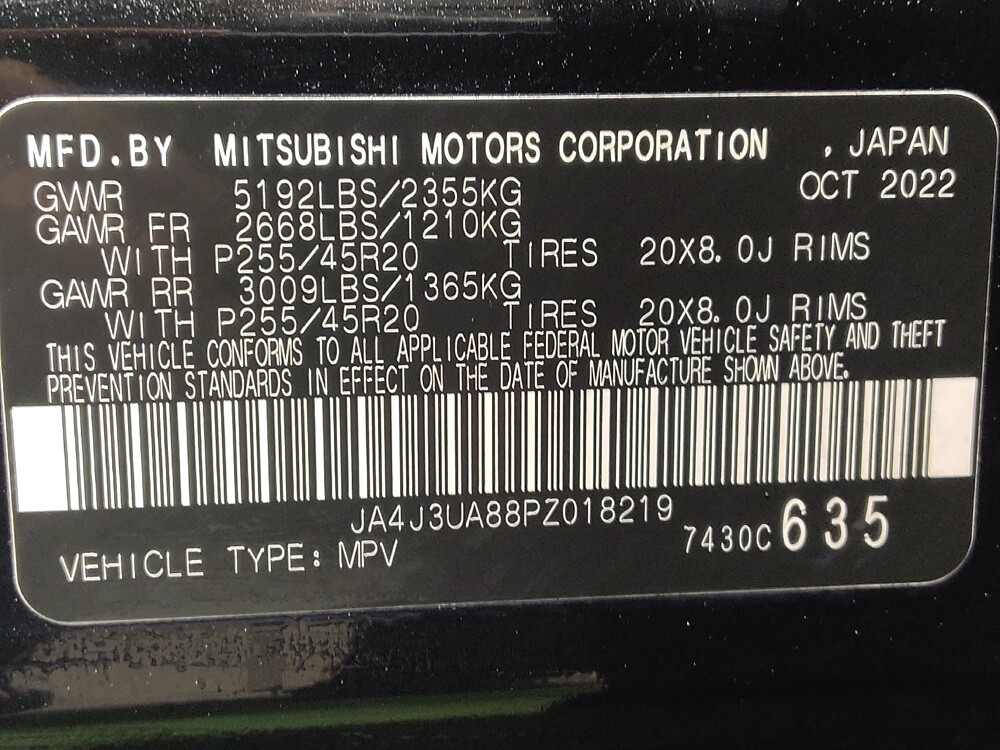 MFD.BY MITSUBISHI MOTORS CORPORATION , JAPAN
GVWR 5192LBS/2355KG OCT 2022
GAWR FR 2668LBS/1210KG
WITH P255/45R20 TIRES 20X8.0J RIMS
GAWR RR 3009LBS/1365KG
WITH P255/45R20 TIRES 20X8.0J RIMS
THIS VEHICLE CONFORMS TO ALL APPLICABLE FEDERAL MOTOR VEHICLE SAFETY AND THEFT
PREVENTION STANDARDS IN EFFECT ON THE DATE OF MANUFACTURE SHOWN ABOVE.
JA4J3UA88PZ018219
7430C 635
VEHICLE TYPE: MPV